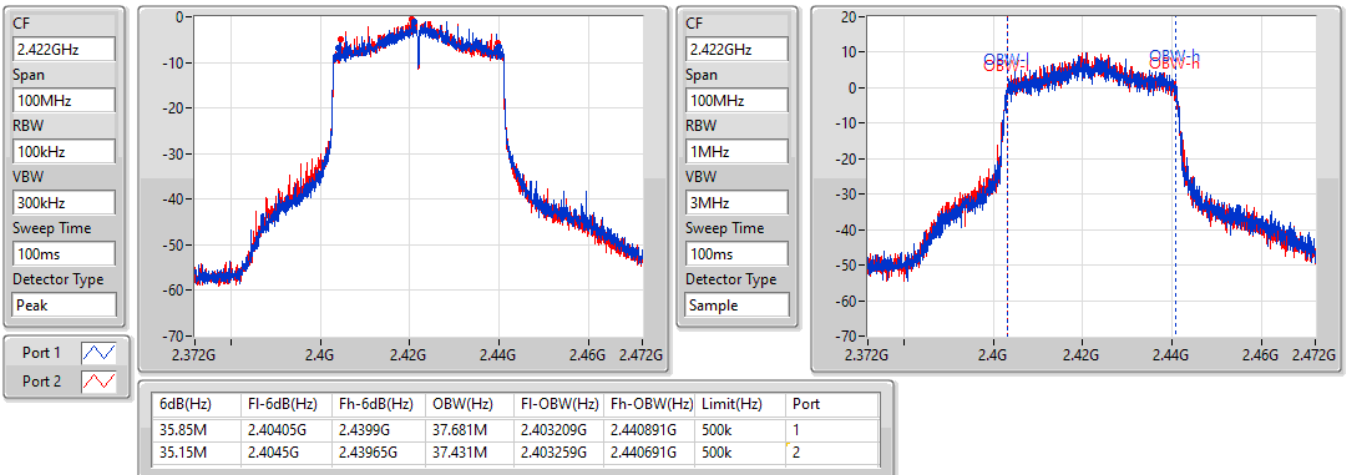 CF
2.422GHz
Span
100MHz
RBW
100kHz
VBW
300kHz
Sweep Time
100ms
Detector Type
Peak
Port 1
Port 2
0
-10
-20
-30
-40
-50
-60
-70
2.372G 2.4G 2.42G 2.44G 2.46G 2.472G
CF
2.422GHz
Span
100MHz
RBW
1MHz
VBW
3MHz
Sweep Time
100ms
Detector Type
Sample
20
10
0
-10
-20
-30
-40
-50
-60
-70
OBW-l OBW-h
OBW-l OBW-h
2.372G 2.4G 2.42G 2.44G 2.46G 2.472G
6dB(Hz) Fl-6dB(Hz) Fh-6dB(Hz) OBW(Hz) Fl-OBW(Hz) Fh-OBW(Hz) Limit(Hz) Port
35.85M 2.40405G 2.4399G 37.681M 2.403209G 2.440891G 500k 1
35.15M 2.4045G 2.43965G 37.431M 2.403259G 2.440691G 500k 2